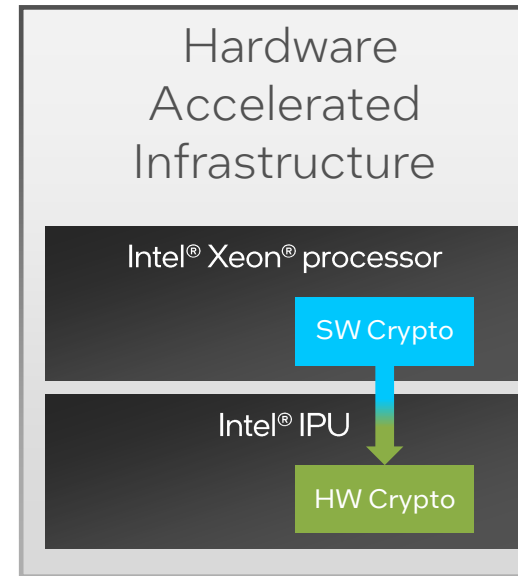 Hardware
Accelerated
Infrastructure
Intel® Xeon® processor
SW Crypto
Intel® IPU
HW Crypto